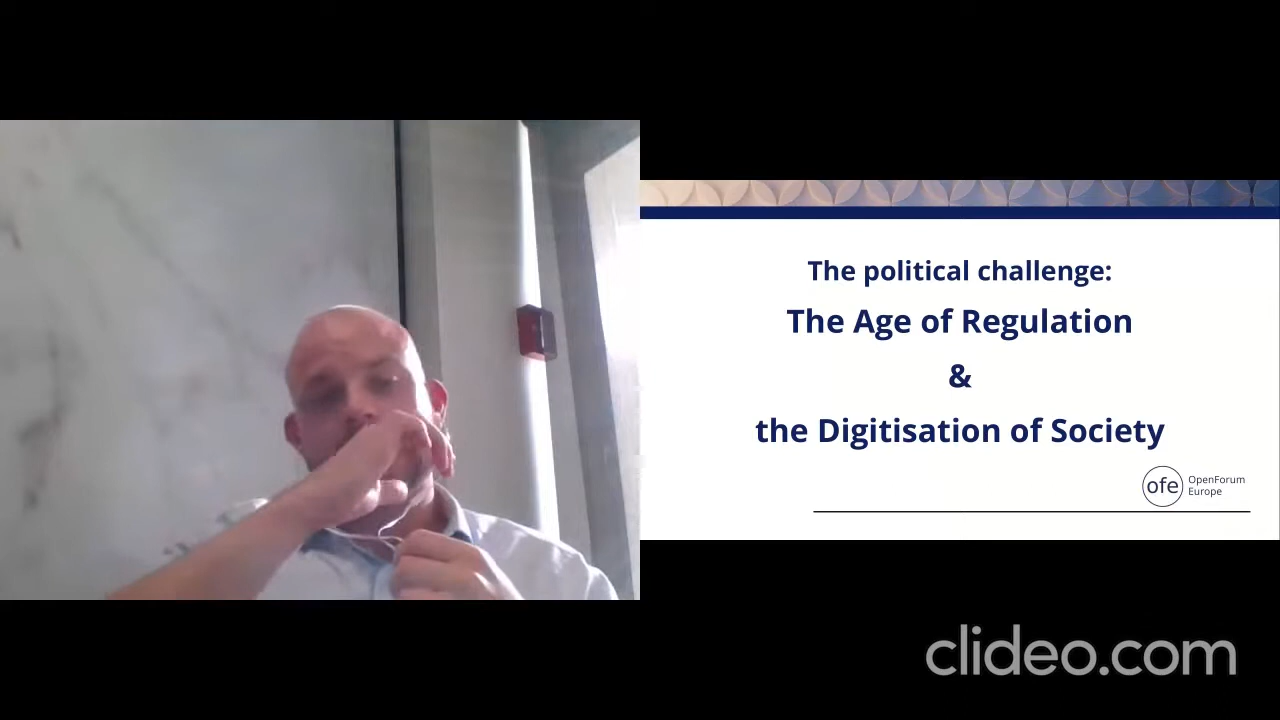 The political challenge:
The Age of Regulation
&
the Digitisation of Society
ofe OpenForum
Europe
clideo.com